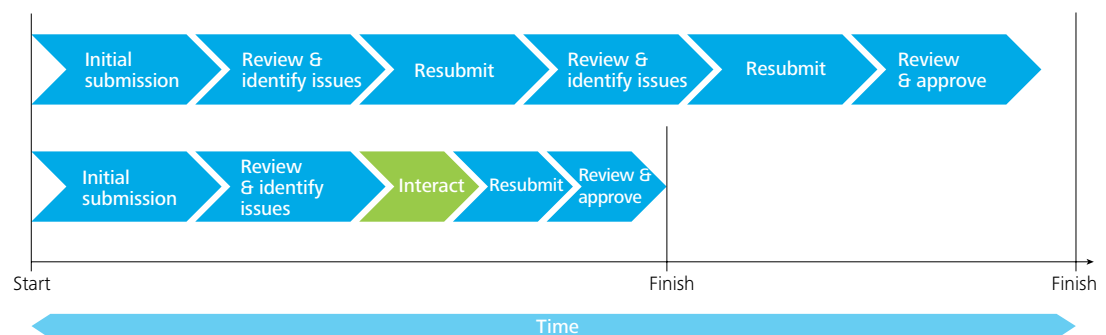 Initial
submission
Review &
identify issues
Resubmit
Review &
identify issues
Resubmit
Review
& approve
Initial
submission
Review
& identify
issues
Interact
Resubmit
Review &
approve
Start
Finish
Finish
Time